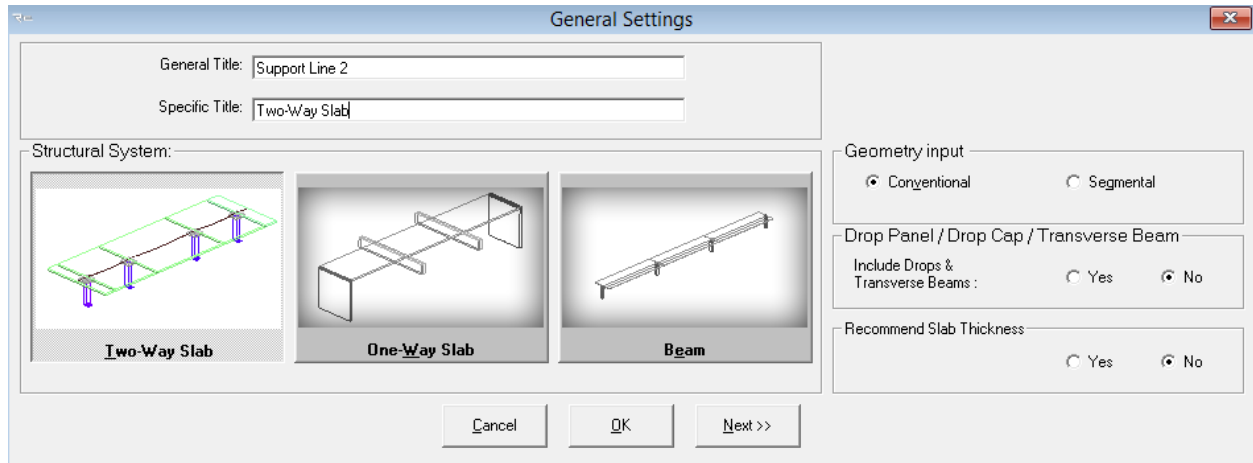 General Settings
General Title: Support Line 2
Specific Title: Two-Way Slab
Structural System:
Two-Way Slab
One-Way Slab
Beam
Geometry input
Conventional
Segmental
Drop Panel / Drop Cap / Transverse Beam
Include Drops &
Transverse Beams :
Yes
No
Recommend Slab Thickness
Yes
No
Cancel
OK
Next >>